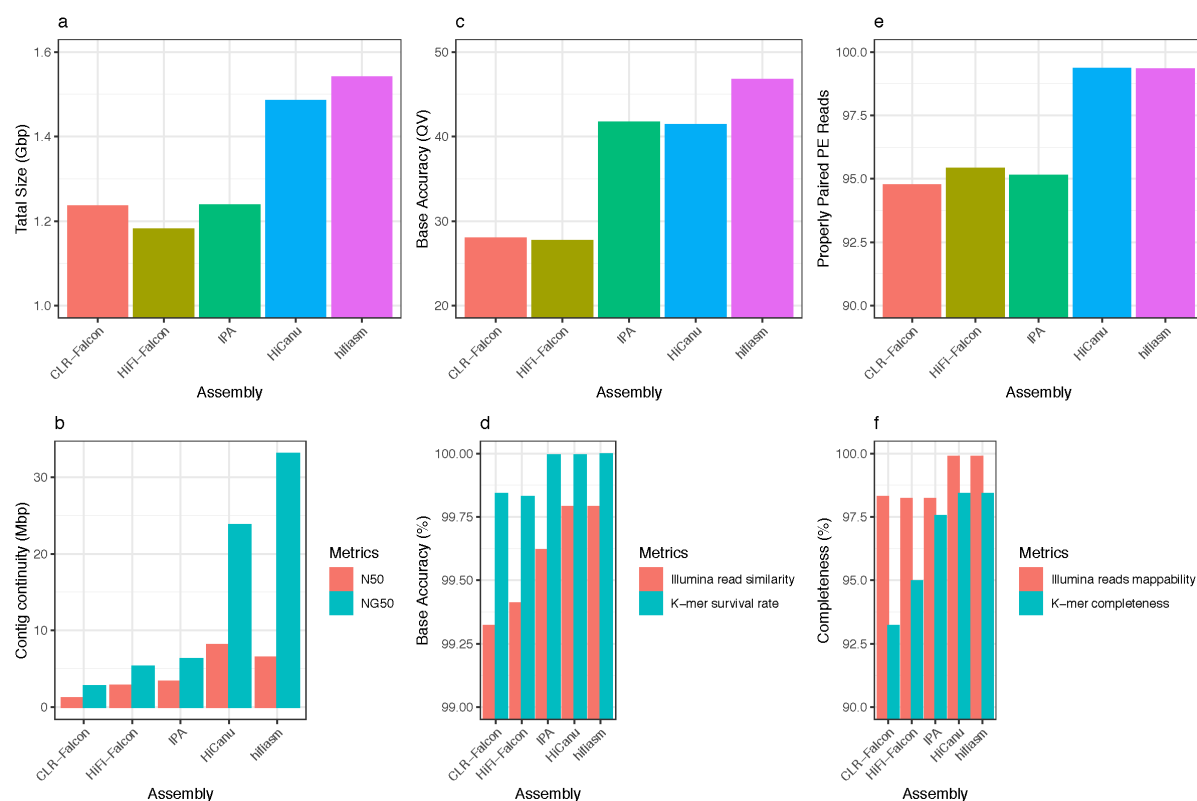 a
Tatal Size (Gbp)
1.6
1.4
1.2
1.0
CLR−Falcon
HiFi−Falcon
IPA
HiCanu
hifiasm
Assembly
c
Base Accuracy (QV)
50
40
30
20
CLR−Falcon
HiFi−Falcon
IPA
HiCanu
hifiasm
Assembly
e
Properly Paired PE Reads
100.0
97.5
95.0
92.5
90.0
CLR−Falcon
HiFi−Falcon
IPA
HiCanu
hifiasm
Assembly
b
Contig continuity (Mbp)
30
20
10
0
CLR−Falcon
HiFi−Falcon
IPA
HiCanu
hifiasm
Assembly
Metrics
N50
NG50
d
Base Accuracy (%)
100.00
99.75
99.50
99.25
99.00
CLR−Falcon
HiFi−Falcon
IPA
HiCanu
hifiasm
Assembly
Metrics
Illumina read similarity
K−mer survival rate
f
Completeness (%)
100.0
97.5
95.0
92.5
90.0
CLR−Falcon
HiFi−Falcon
IPA
HiCanu
hifiasm
Assembly
Metrics
Illumina reads mappability
K−mer completeness